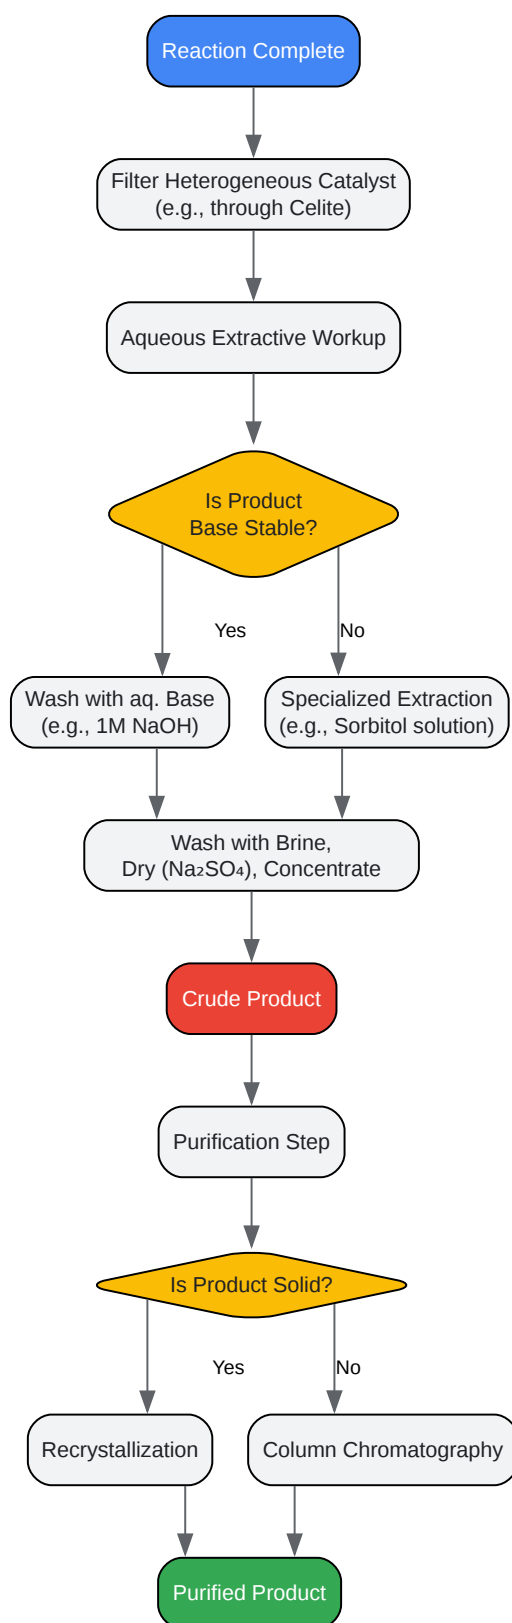 Reaction Complete
Filter Heterogeneous Catalyst
(e.g., through Celite)
Aqueous Extractive Workup
Is Product
Base Stable?
Yes
No
Wash with aq. Base
(e.g., 1M NaOH)
Specialized Extraction
(e.g., Sorbitol solution)
Wash with Brine,
Dry (Na₂SO₄), Concentrate
Crude Product
Purification Step
Is Product Solid?
Yes
No
Recrystallization
Column Chromatography
Purified Product